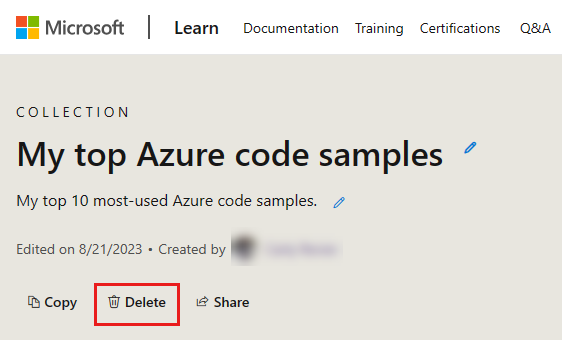 Microsoft | Learn Documentation Training Certifications Q&A
COLLECTION
My top Azure code samples
My top 10 most-used Azure code samples.
Edited on 8/21/2023 • Created by
Copy Delete Share